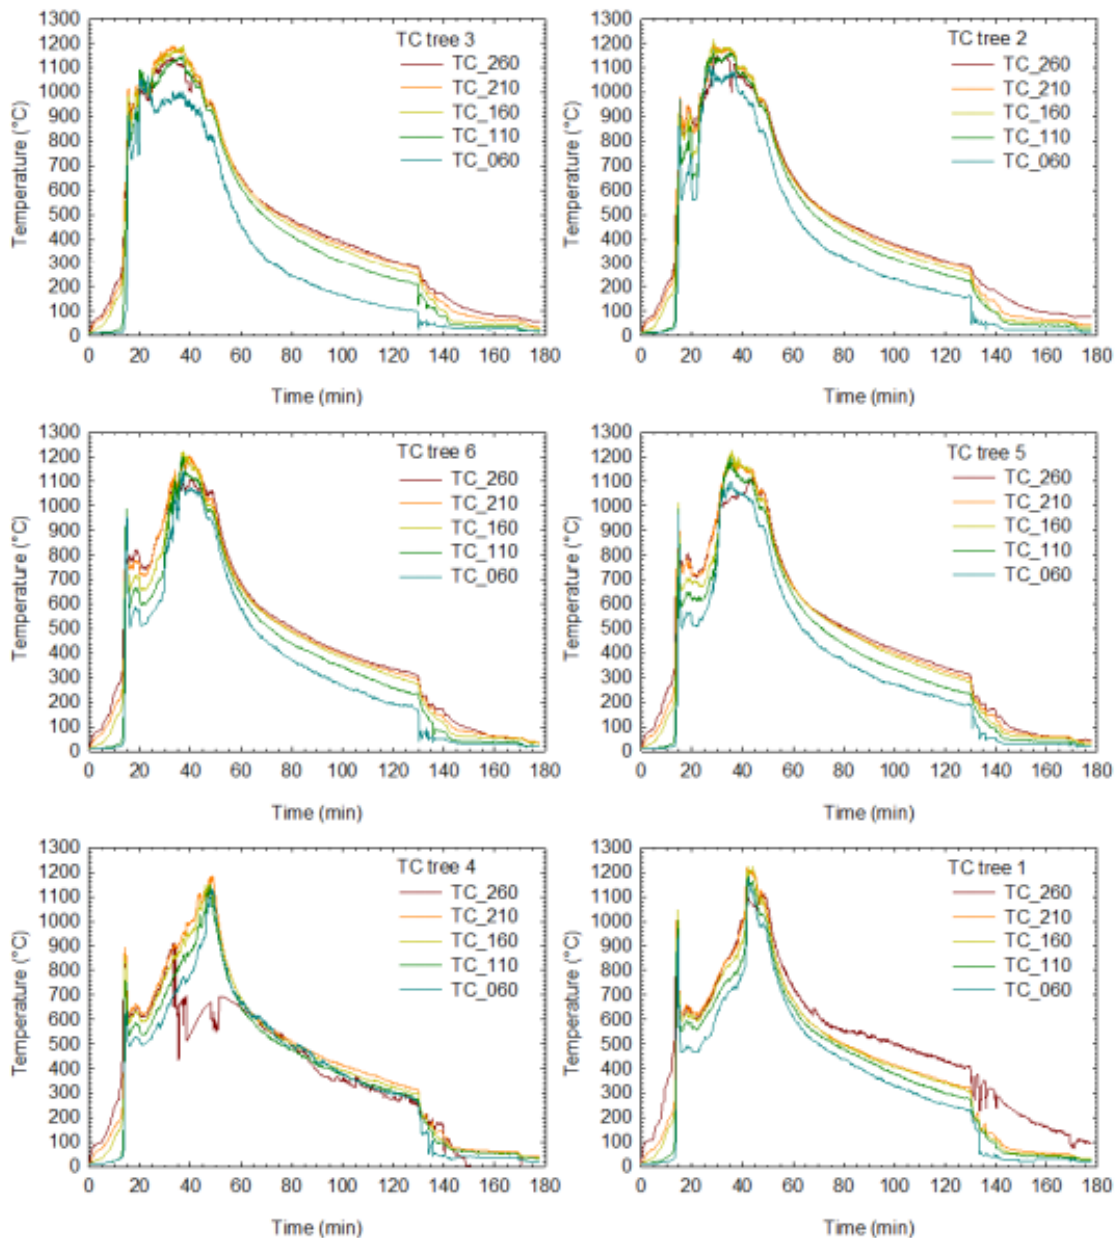 1300
1200
1100
1000
900
800
700
600
500
400
300
200
100
0
Temperature (°C)
TC tree 3
TC_260
TC_210
TC_160
TC_110
TC_060
0 20 40 60 80 100 120 140 160 180
Time (min)
1300
1200
1100
1000
900
800
700
600
500
400
300
200
100
0
Temperature (°C)
TC tree 2
TC_260
TC_210
TC_160
TC_110
TC_060
0 20 40 60 80 100 120 140 160 180
Time (min)
1300
1200
1100
1000
900
800
700
600
500
400
300
200
100
0
Temperature (°C)
TC tree 6
TC_260
TC_210
TC_160
TC_110
TC_060
0 20 40 60 80 100 120 140 160 180
Time (min)
1300
1200
1100
1000
900
800
700
600
500
400
300
200
100
0
Temperature (°C)
TC tree 5
TC_260
TC_210
TC_160
TC_110
TC_060
0 20 40 60 80 100 120 140 160 180
Time (min)
1300
1200
1100
1000
900
800
700
600
500
400
300
200
100
0
Temperature (°C)
TC tree 4
TC_260
TC_210
TC_160
TC_110
TC_060
0 20 40 60 80 100 120 140 160 180
Time (min)
1300
1200
1100
1000
900
800
700
600
500
400
300
200
100
0
Temperature (°C)
TC tree 1
TC_260
TC_210
TC_160
TC_110
TC_060
0 20 40 60 80 100 120 140 160 180
Time (min)